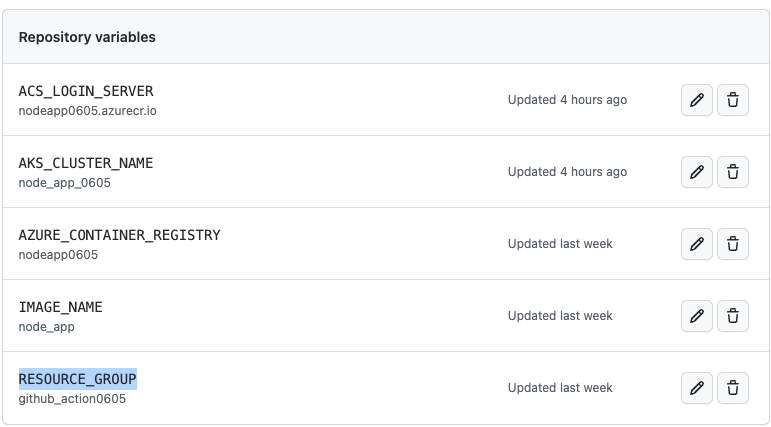 Repository variables
ACS_LOGIN_SERVER
nodeapp0605.azurecr.io
Updated 4 hours ago
AKS_CLUSTER_NAME
node_app_0605
Updated 4 hours ago
AZURE_CONTAINER_REGISTRY
nodeapp0605
Updated last week
IMAGE_NAME
node_app
Updated last week
RESOURCE_GROUP
github_action0605
Updated last week